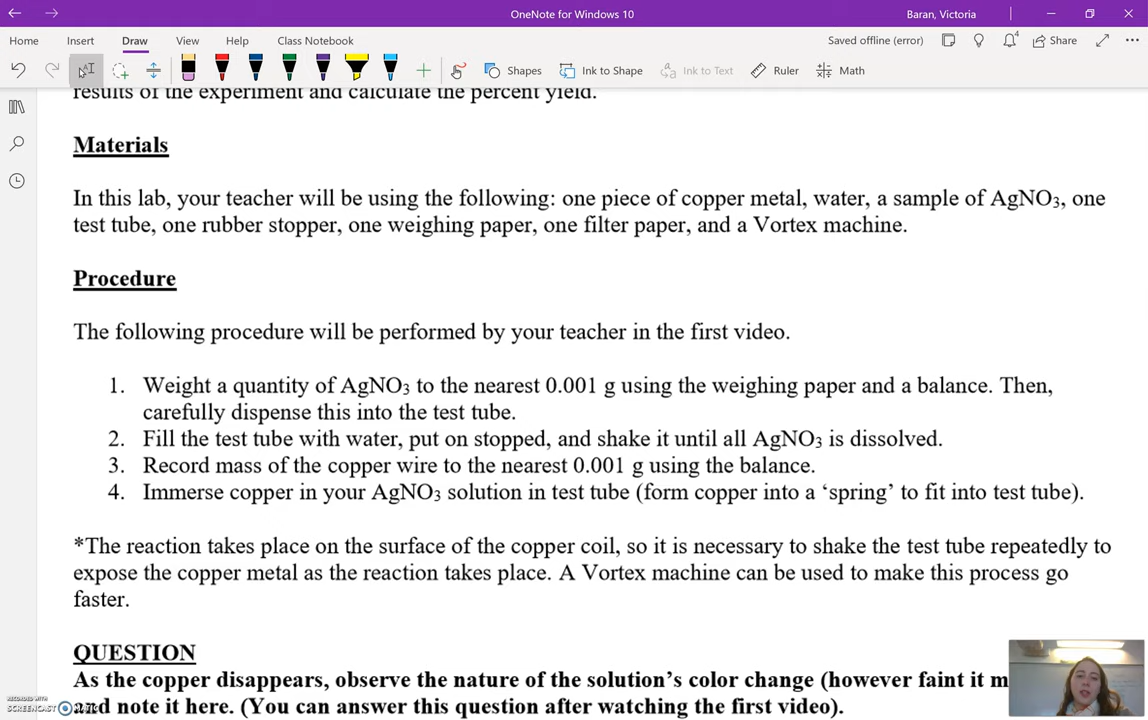 OneNote for Windows 10
Baran, Victoria
Home Insert Draw View Help Class Notebook
Saved offline (error)
4
Share
Shapes
Ink to Shape
Ink to Text
Ruler
Math
results of the experiment and calculate the percent yield.
Materials
In this lab, your teacher will be using the following: one piece of copper metal, water, a sample of AgNO3, one
test tube, one rubber stopper, one weighing paper, one filter paper, and a Vortex machine.
Procedure
The following procedure will be performed by your teacher in the first video.
1. Weight a quantity of AgNO3 to the nearest 0.001 g using the weighing paper and a balance. Then,
carefully dispense this into the test tube.
2. Fill the test tube with water, put on stopped, and shake it until all AgNO3 is dissolved.
3. Record mass of the copper wire to the nearest 0.001 g using the balance.
4. Immerse copper in your AgNO3 solution in test tube (form copper into a ‘spring’ to fit into test tube).
*The reaction takes place on the surface of the copper coil, so it is necessary to shake the test tube repeatedly to
expose the copper metal as the reaction takes place. A Vortex machine can be used to make this process go
faster.
QUESTION
As the copper disappears, observe the nature of the solution’s color change (however faint it m
and note it here. (You can answer this question after watching the first video).
RECORDED WITH
SCREENCAST MATIC